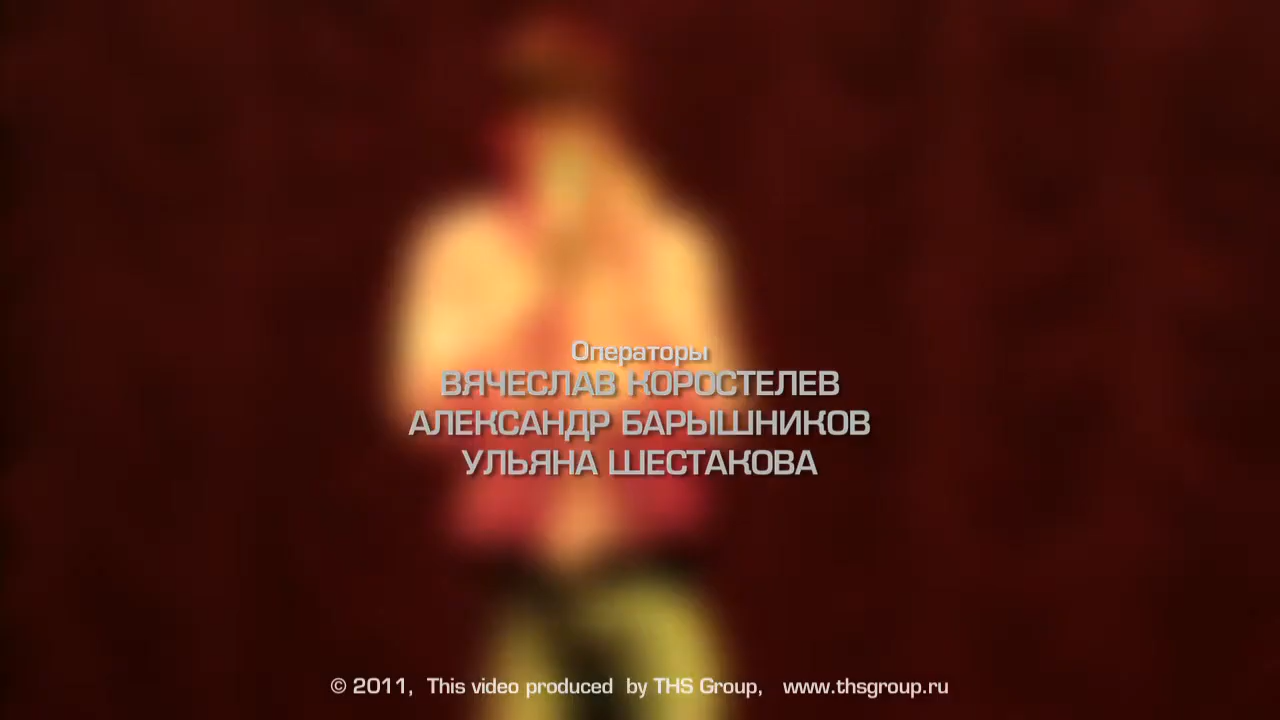 Операторы
ВЯЧЕСЛАВ КОРОСТЕЛЕВ
АЛЕКСАНДР БАРЫШНИКОВ
УЛЬЯНА ШЕСТАКОВА
© 2011, This video produced by THS Group, www.thsgroup.ru